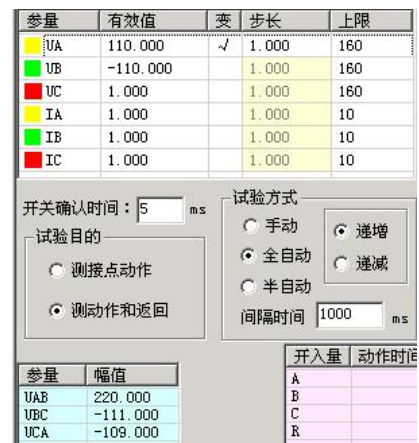 参量 有效值 变 步长 上限
UA 110.000 √ 1.000 160
UB -110.000 1.000 160
UC 1.000 1.000 160
IA 1.000 1.000 10
IB 1.000 1.000 10
IC 1.000 1.000 10
开关确认时间：5 ms
试验目的
测接点动作
测动作和返回
试验方式
手动
全自动
半自动
递增
递减
间隔时间 1000 ms
参量 幅值
UAB 220.000
UBC -111.000
UCA -109.000
开入量 动作时间
A
B
C
R